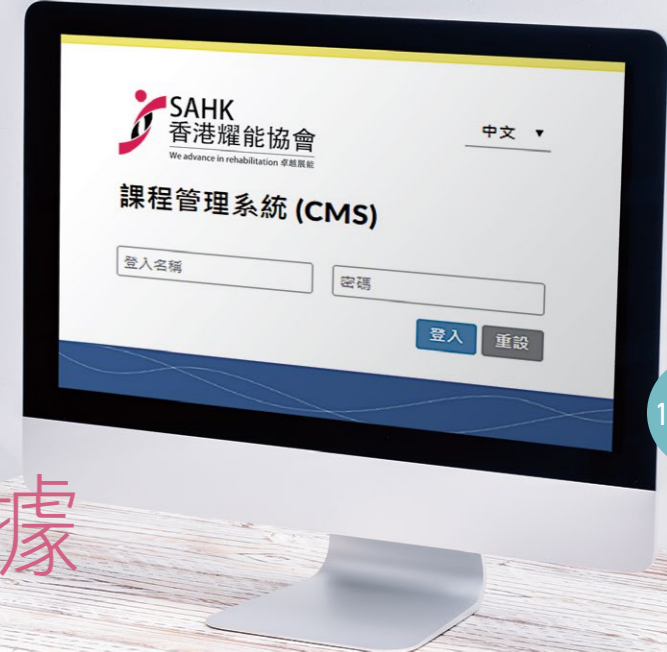 SAHK
香港耀能協會
We advance in rehabilitation 卓越展能
中文 ▼
課程管理系統 (CMS)
登入名稱
密碼
登入 重設
1
據